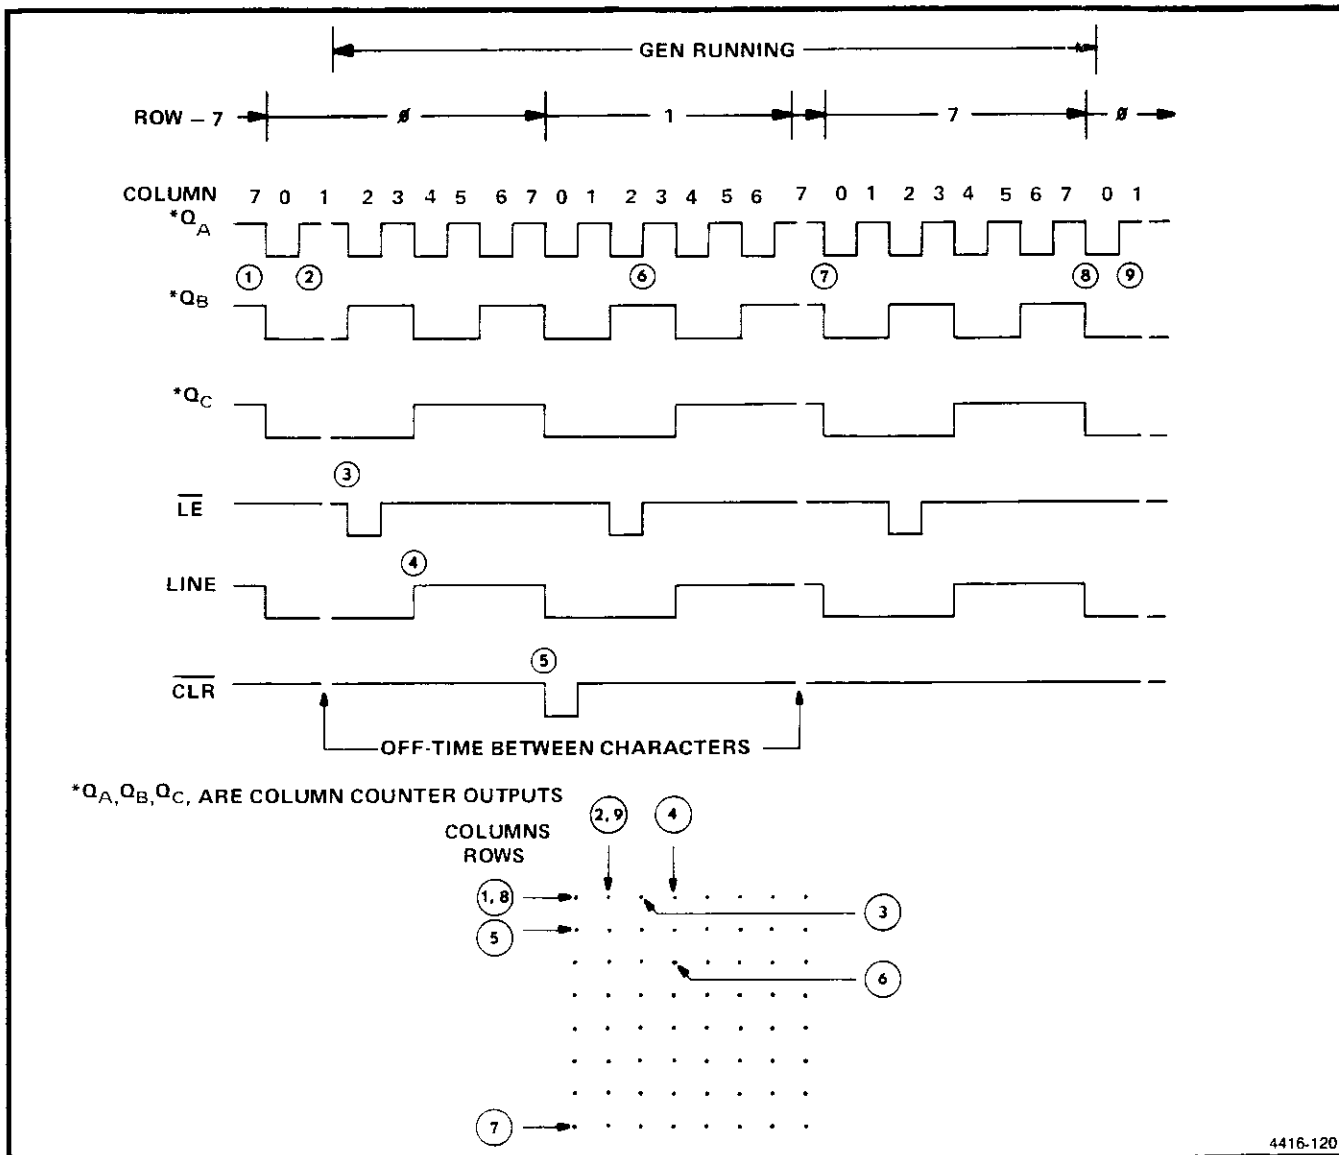 GEN RUNNING
ROW – 7 ø 1 7 ø
COLUMN 7 0 1 2 3 4 5 6 7 0 1 2 3 4 5 6 7 0 1 2 3 4 5 6 7 0 1
*QA
1 2 6 7 8 9
*QB
*QC
3
LE
4
LINE
5
CLR
OFF-TIME BETWEEN CHARACTERS
*QA,QB,QC, ARE COLUMN COUNTER OUTPUTS
2, 9 4
COLUMNS
ROWS
1, 8 3
5
6
7
4416-120